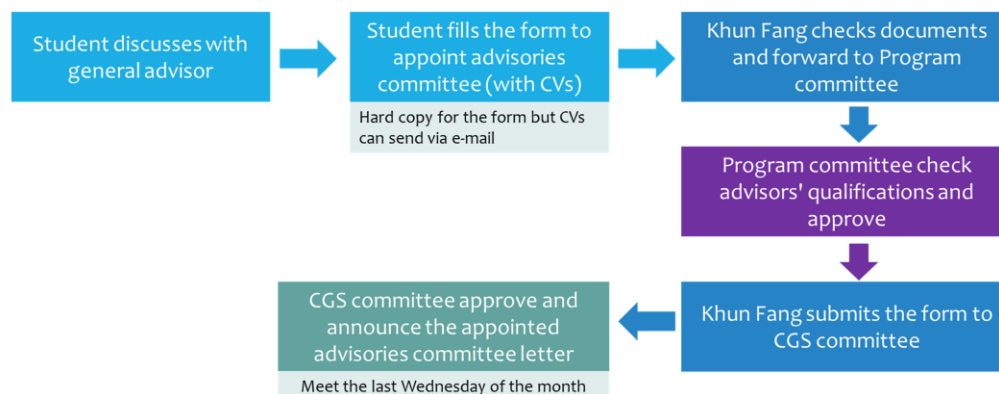 Student discusses with
general advisor
Student fills the form to
appoint advisories
committee (with CVs)
Hard copy for the form but CVs
can send via e-mail
Khun Fang checks documents
and forward to Program
committee
Program committee check
advisors' qualifications and
approve
Khun Fang submits the form to
CGS committee
CGS committee approve and
announce the appointed
advisories committee letter
Meet the last Wednesday of the month